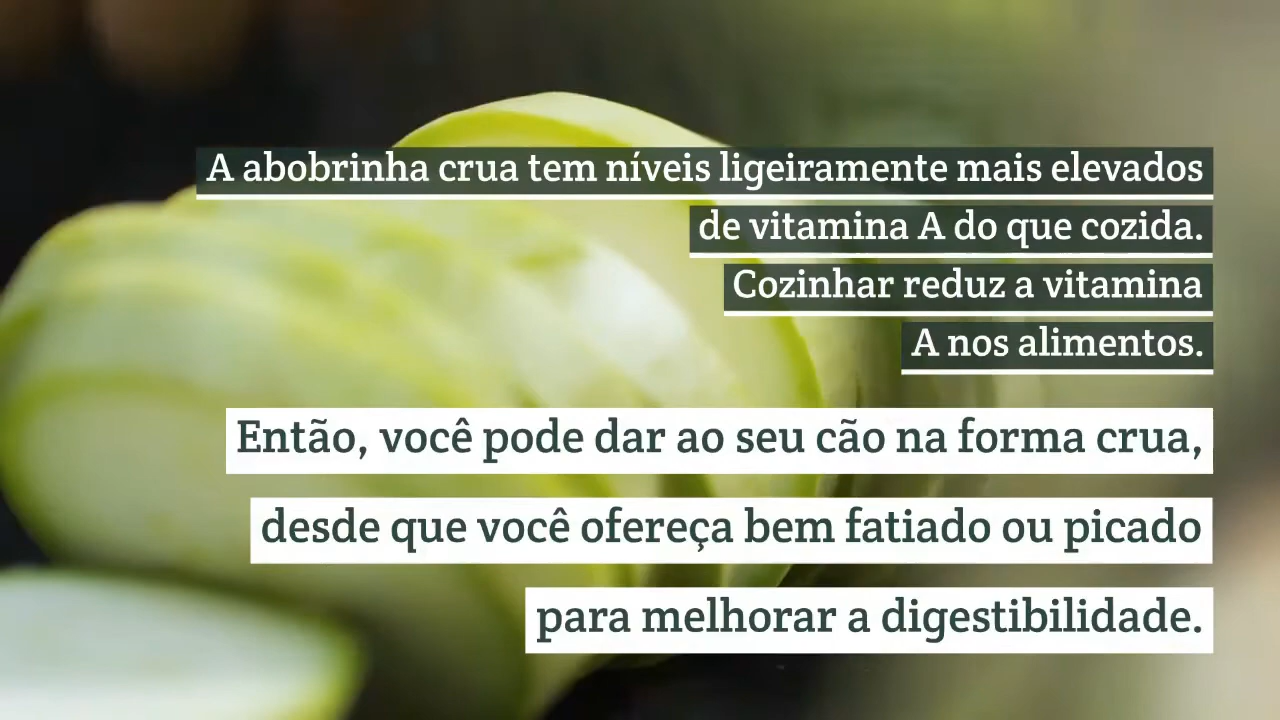 A abobrinha crua tem níveis ligeiramente mais elevados
de vitamina A do que cozida.
Cozinhar reduz a vitamina
A nos alimentos.
Então, você pode dar ao seu cão na forma crua,
desde que você ofereça bem fatiado ou picado
para melhorar a digestibilidade.